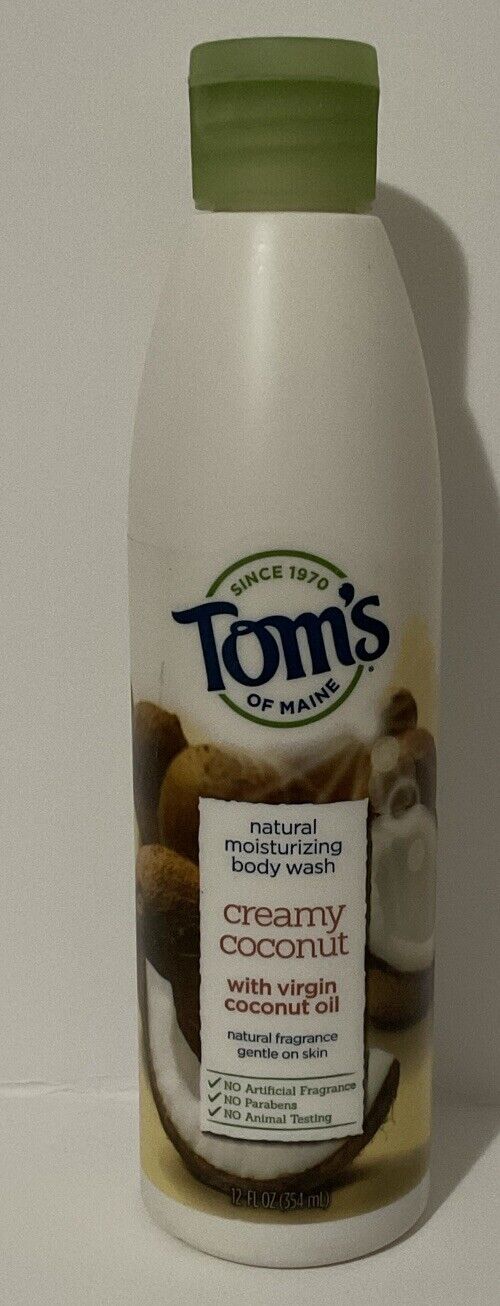 SINCE 1970
Tom's
OF MAINE
natural
moisturizing
body wash
creamy
coconut
with virgin
coconut oil
natural fragrance
gentle on skin
✓ NO Artificial Fragrance
✓ NO Parabens
✓ NO Animal Testing
12 FL OZ (354 mL)